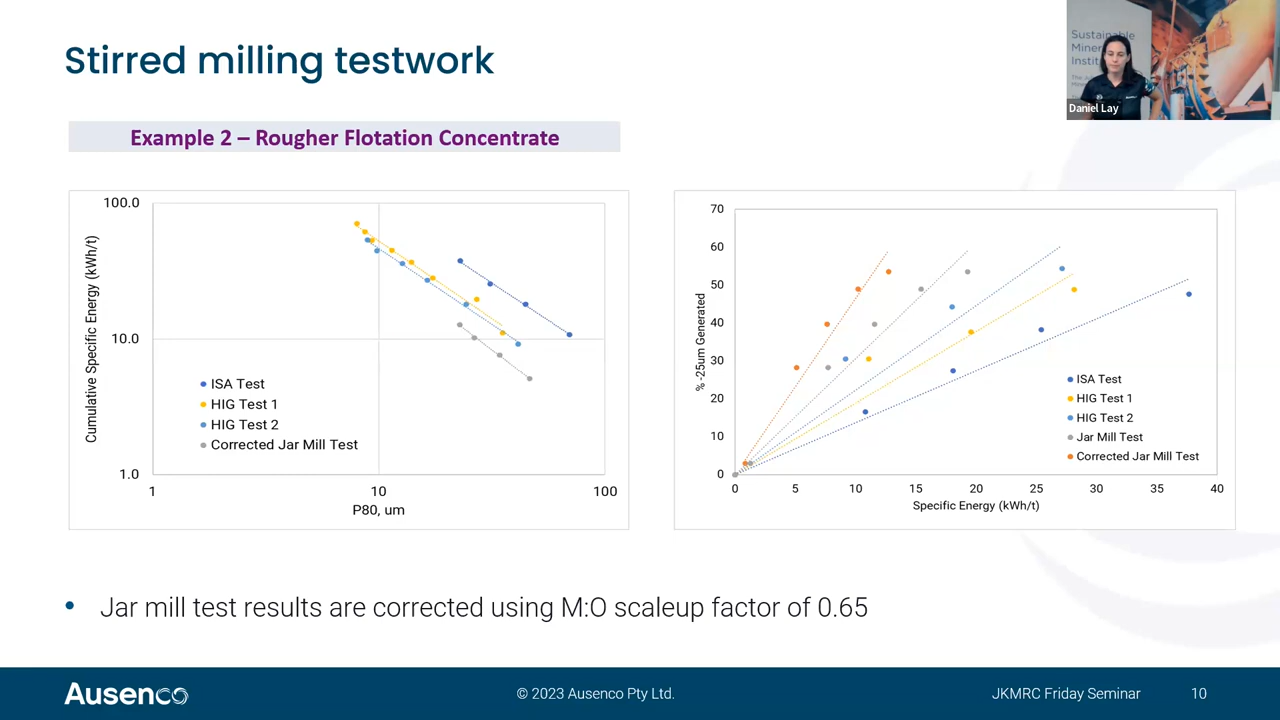 Stirred milling testwork
Sustainable
Daniel Lay
Example 2 – Rougher Flotation Concentrate
Cumulative Specific Energy (kWh/t)
100.0
10.0
1.0
1
10
100
P80, um
ISA Test
HIG Test 1
HIG Test 2
Corrected Jar Mill Test
% -25um Generated
70
60
50
40
30
20
10
0
0
5
10
15
20
25
30
35
40
Specific Energy (kWh/t)
ISA Test
HIG Test 1
HIG Test 2
Jar Mill Test
Corrected Jar Mill Test
• Jar mill test results are corrected using M:O scaleup factor of 0.65
Ausenco
© 2023 Ausenco Pty Ltd.
JKMRC Friday Seminar
10